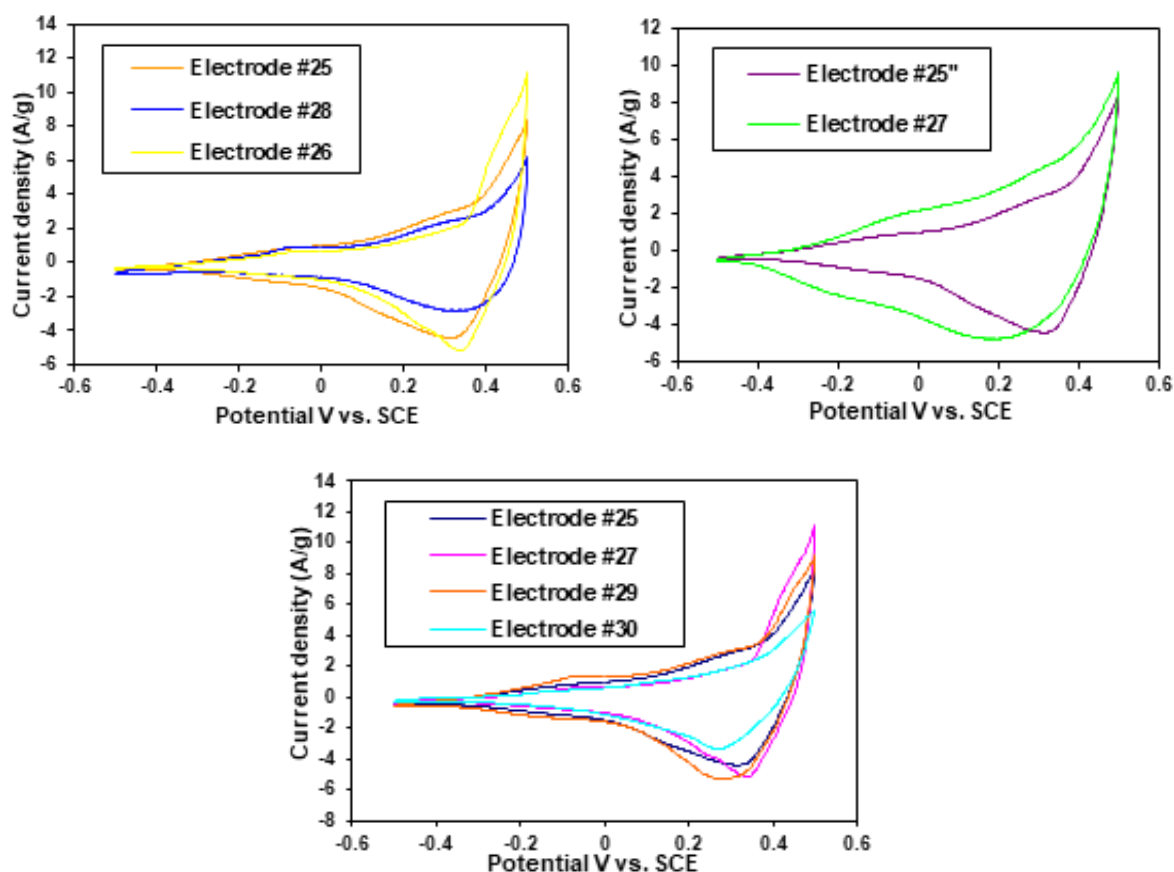 14
12
10
8
6
4
2
0
-2
-4
-6
Current density (A/g)
Electrode #25
Electrode #28
Electrode #26
-0.6 -0.4 -0.2 0 0.2 0.4 0.6
Potential V vs. SCE
12
10
8
6
4
2
0
-2
-4
-6
Current density (A/g)
Electrode #25"
Electrode #27
-0.6 -0.4 -0.2 0 0.2 0.4 0.6
Potential V vs. SCE
14
12
10
8
6
4
2
0
-2
-4
-6
-8
Current density (A/g)
Electrode #25
Electrode #27
Electrode #29
Electrode #30
-0.6 -0.4 -0.2 0 0.2 0.4 0.6
Potential V vs. SCE